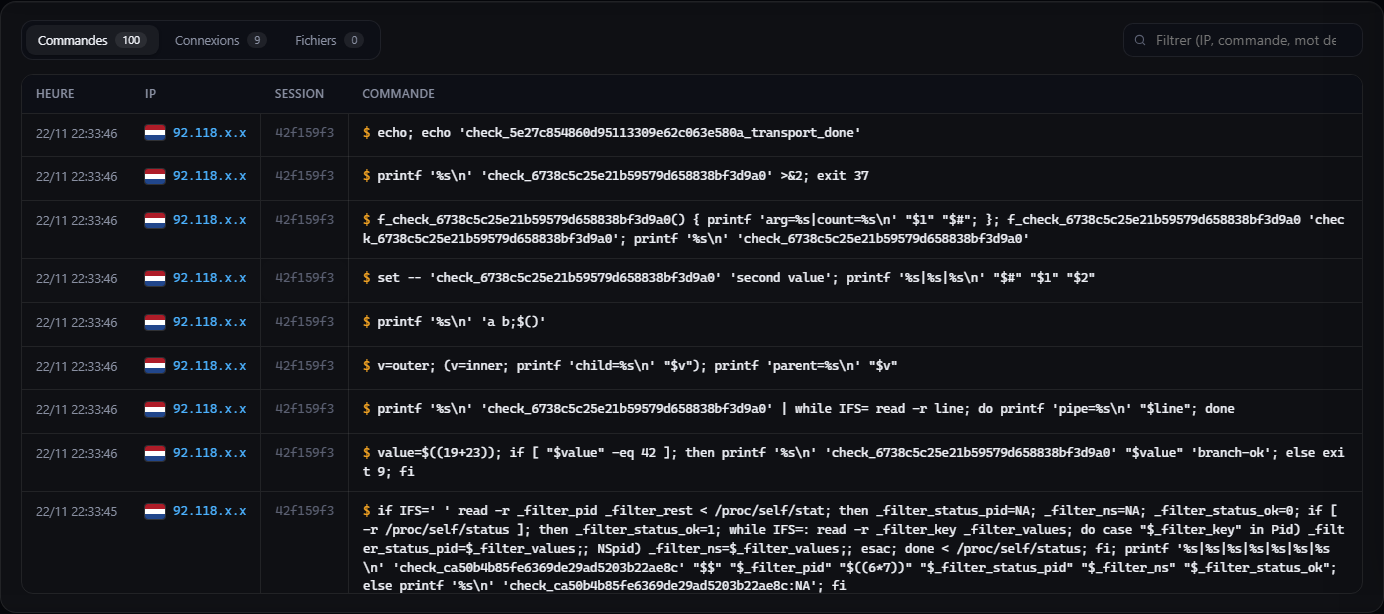 Commandes 100 Connexions 9 Fichiers 0 Filtrer (IP, commande, mot de
HEURE IP SESSION COMMANDE
22/11 22:33:46 92.118.x.x 42f159f3 $ echo; echo 'check_5e27c854860d95113309e62c063e580a_transport_done'
22/11 22:33:46 92.118.x.x 42f159f3 $ printf '%s\n' 'check_6738c5c25e21b59579d658838bf3d9a0' >&2; exit 37
22/11 22:33:46 92.118.x.x 42f159f3 $ f_check_6738c5c25e21b59579d658838bf3d9a0() { printf 'arg=%s|count=%s\n' "$1" "$#"; }; f_check_6738c5c25e21b59579d658838bf3d9a0 'chec
k_6738c5c25e21b59579d658838bf3d9a0'; printf '%s\n' 'check_6738c5c25e21b59579d658838bf3d9a0'
22/11 22:33:46 92.118.x.x 42f159f3 $ set -- 'check_6738c5c25e21b59579d658838bf3d9a0' 'second value'; printf '%s|%s|%s\n' "$#" "$1" "$2"
22/11 22:33:46 92.118.x.x 42f159f3 $ printf '%s\n' 'a b;$()'
22/11 22:33:46 92.118.x.x 42f159f3 $ v=outer; (v=inner; printf 'child=%s\n' "$v"); printf 'parent=%s\n' "$v"
22/11 22:33:46 92.118.x.x 42f159f3 $ printf '%s\n' 'check_6738c5c25e21b59579d658838bf3d9a0' | while IFS= read -r line; do printf 'pipe=%s\n' "$line"; done
22/11 22:33:46 92.118.x.x 42f159f3 $ value=$((19+23)); if [ "$value" -eq 42 ]; then printf '%s\n' 'check_6738c5c25e21b59579d658838bf3d9a0' "$value" 'branch-ok'; else exi
t 9; fi
22/11 22:33:45 92.118.x.x 42f159f3 $ if IFS=' ' read -r _filter_pid _filter_rest < /proc/self/stat; then _filter_status_pid=NA; _filter_ns=NA; _filter_status_ok=0; if [
-r /proc/self/status ]; then _filter_status_ok=1; while IFS=: read -r _filter_key _filter_values; do case "$_filter_key" in Pid) _filt
er_status_pid=$_filter_values;; NSpid) _filter_ns=$_filter_values;; esac; done < /proc/self/status; fi; printf '%s|%s|%s|%s|%s|%s|%s
\n' 'check_ca50b4b85fe6369de29ad5203b22ae8c' "$$" "$_filter_pid" "$((6*7))" "$_filter_status_pid" "$_filter_ns" "$_filter_status_ok";
else printf '%s\n' 'check_ca50b4b85fe6369de29ad5203b22ae8c:NA'; fi